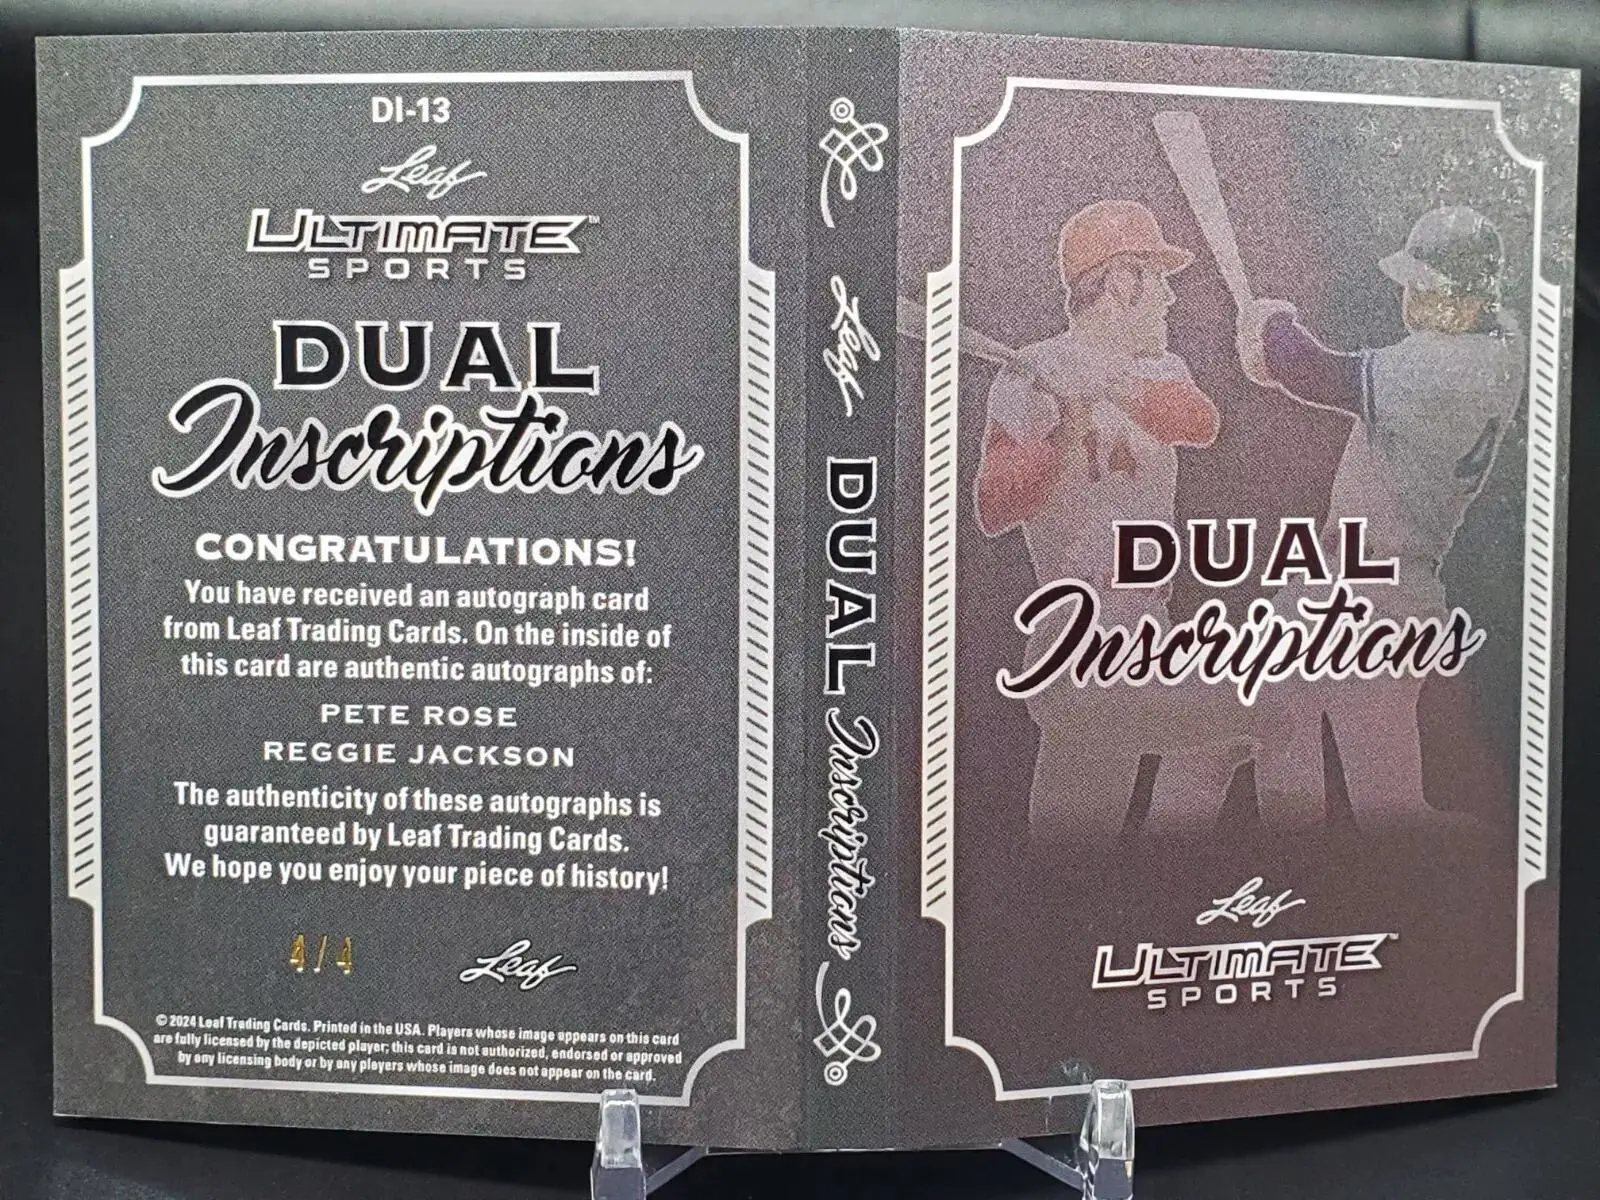 DI-13
Leaf
ULTIMATE™
SPORTS
DUAL
Inscriptions
CONGRATULATIONS!
You have received an autograph card
from Leaf Trading Cards. On the inside of
this card are authentic autographs of:
PETE ROSE
REGGIE JACKSON
The authenticity of these autographs is
guaranteed by Leaf Trading Cards.
We hope you enjoy your piece of history!
4/4
Leaf
© 2024 Leaf Trading Cards. Printed in the USA. Players whose image appears on this card
are fully licensed by the depicted player; this card is not authorized, endorsed or approved
by any licensing body or by any players whose image does not appear on the card.
Leaf DUAL Inscriptions
14
4
DUAL
Inscriptions
Leaf
ULTIMATE™
SPORTS